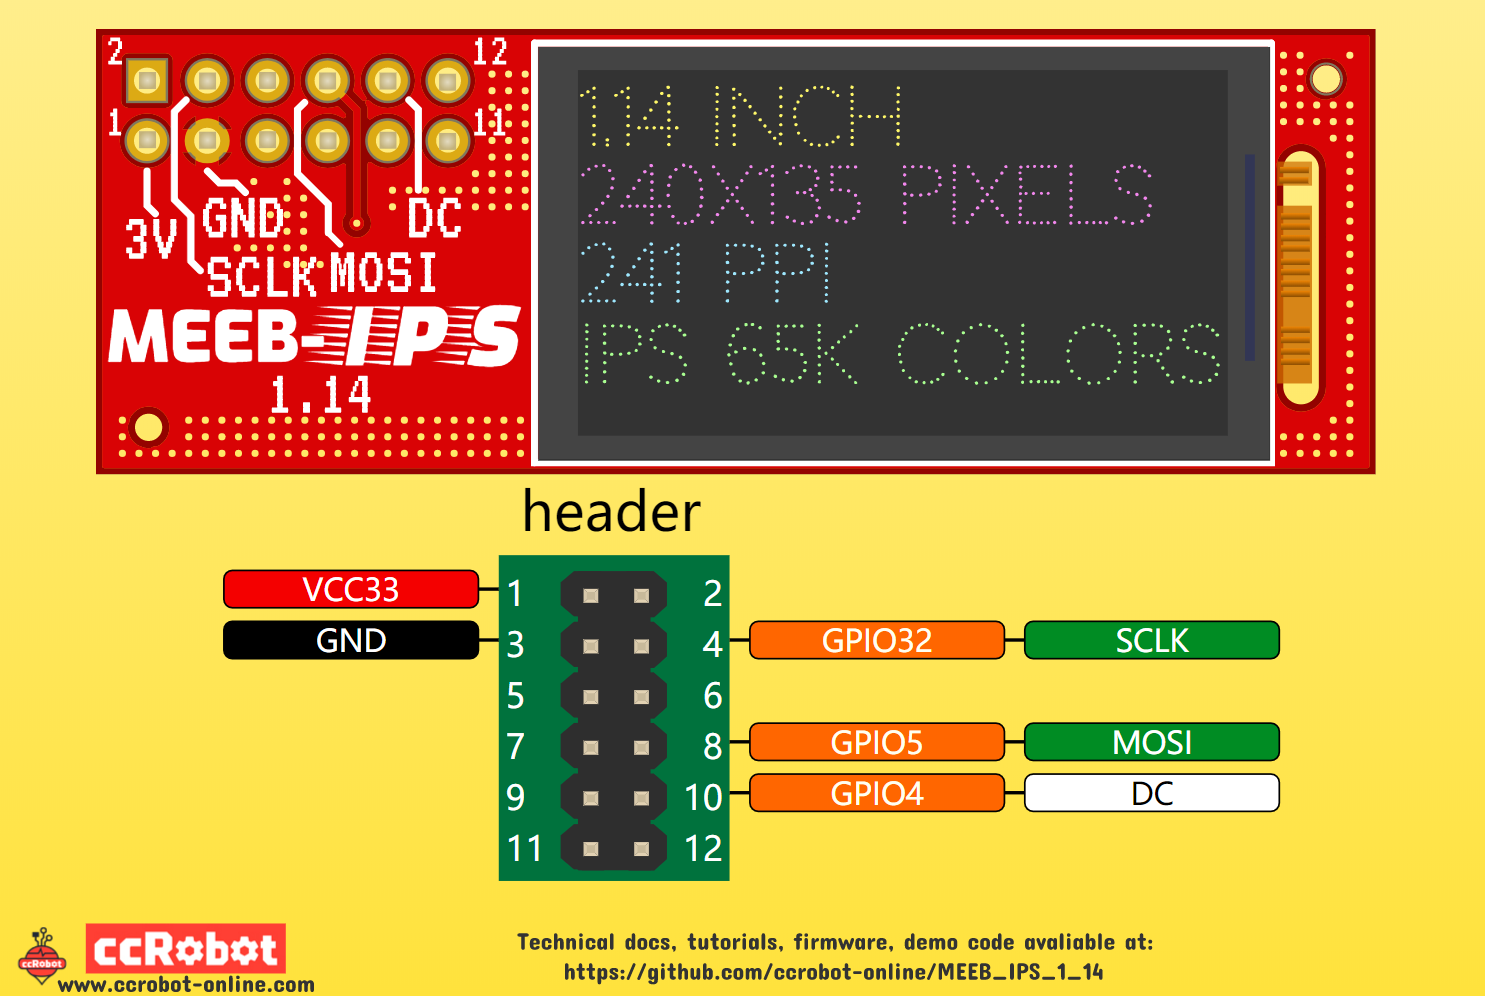 2
12
1
11
3V
GND
SCLK
MOSI
DC
MEEB-IPS
1.14
1.14 INCH
240X135 PIXELS
241 PPI
IPS 65K COLORS
header
VCC33 1 2
GND 3 4 GPIO32 SCLK
5 6
7 8 GPIO5 MOSI
9 10 GPIO4 DC
11 12
ccRobot
ccRobot
www.ccrobot-online.com
Technical docs, tutorials, firmware, demo code avaliable at:
https://github.com/ccrobot-online/MEEB_IPS_1_14